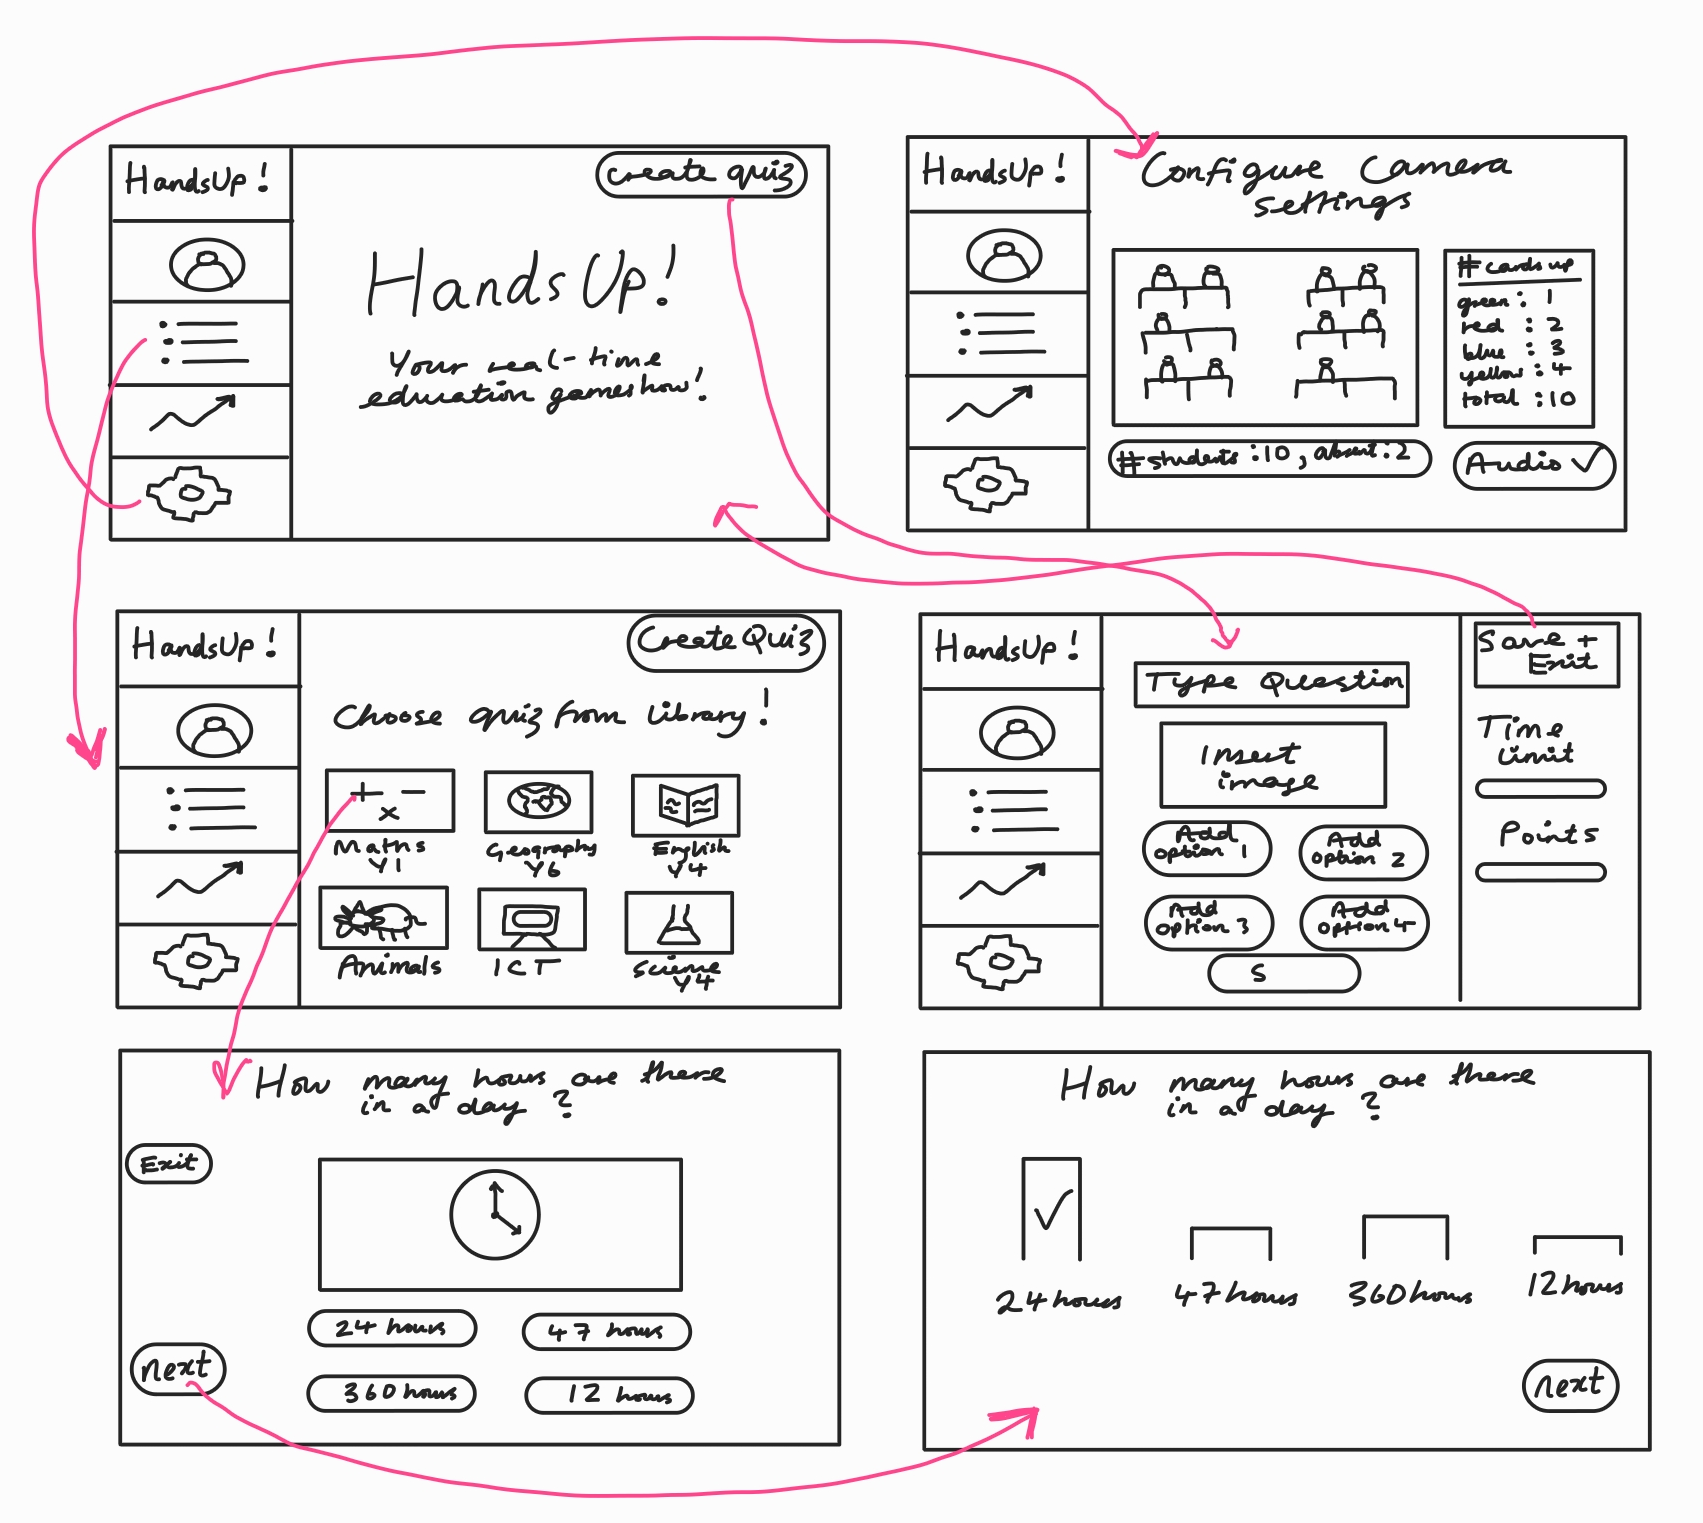 HandsUp!
Create quiz
HandsUp!
Your real-time
education gameshow!
HandsUp!
Configure Camera
settings
# cards up
green : 1
red : 2
blue : 3
yellow : 4
total : 10
#students : 10, absent : 2
Audio ✓
HandsUp!
Create Quiz
Choose quiz from library!
+ -
x
Maths
Y1
Geography
Y6
English
Y4
Animals
ICT
Science
Y4
HandsUp!
Type Question
Insert
image
Add
option 1
Add
option 2
Add
option 3
Add
option 4
S
Save +
Exit
Time
limit
Points
How many hours are there
in a day ?
Exit
24 hours
47 hours
360 hours
12 hours
next
How many hours are there
in a day ?
24 hours
47 hours
360 hours
12 hours
next